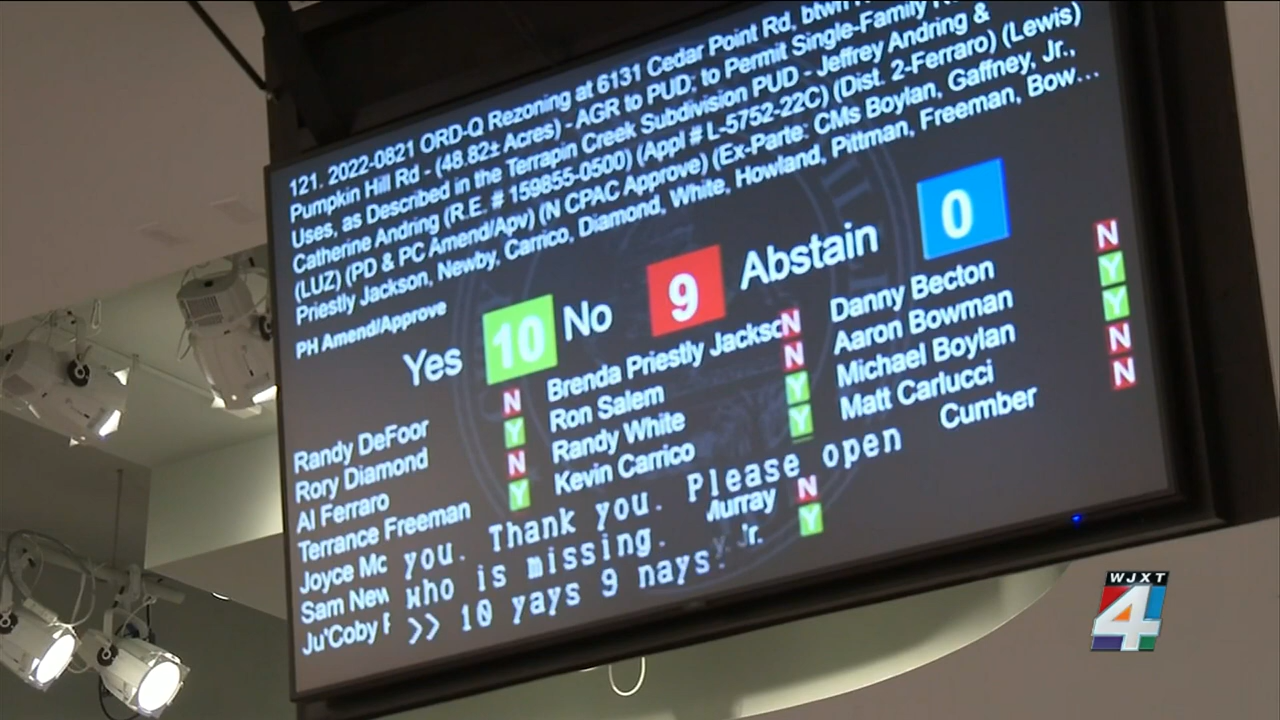 121. 2022-0821 ORD-Q Rezoning at 6131 Cedar Point Rd, btwn
Pumpkin Hill Rd - (48.82± Acres) - AGR to PUD; to Permit Single-Family
Uses, as Described in the Terrapin Creek Subdivision PUD - Jeffrey Andring &
Catherine Andring (R.E. # 159855-0500) (Appl # L-5752-22C) (Dist. 2-Ferraro) (Lewis)
(LUZ) (PD & PC Amend/Apv) (N CPAC Approve) (Ex-Parte: CMs Boylan, Gaffney, Jr.,
Priestly Jackson, Newby, Carrico, Diamond, White, Howland, Pittman, Freeman, Bow...
PH Amend/Approve
Yes 10 No 9 Abstain 0
Randy DeFoor N
Rory Diamond Y
Al Ferraro N
Terrance Freeman Y
Joyce
Sam
Ju'Coby
Brenda Priestly Jackson N
Ron Salem N
Randy White Y
Kevin Carrico Y
Murray N
Jr. Y
Danny Becton N
Aaron Bowman Y
Michael Boylan Y
Matt Carlucci N
Cumber N
you. Thank you. Please open
who is missing.
>> 10 yays 9 nays.
WJXT
4